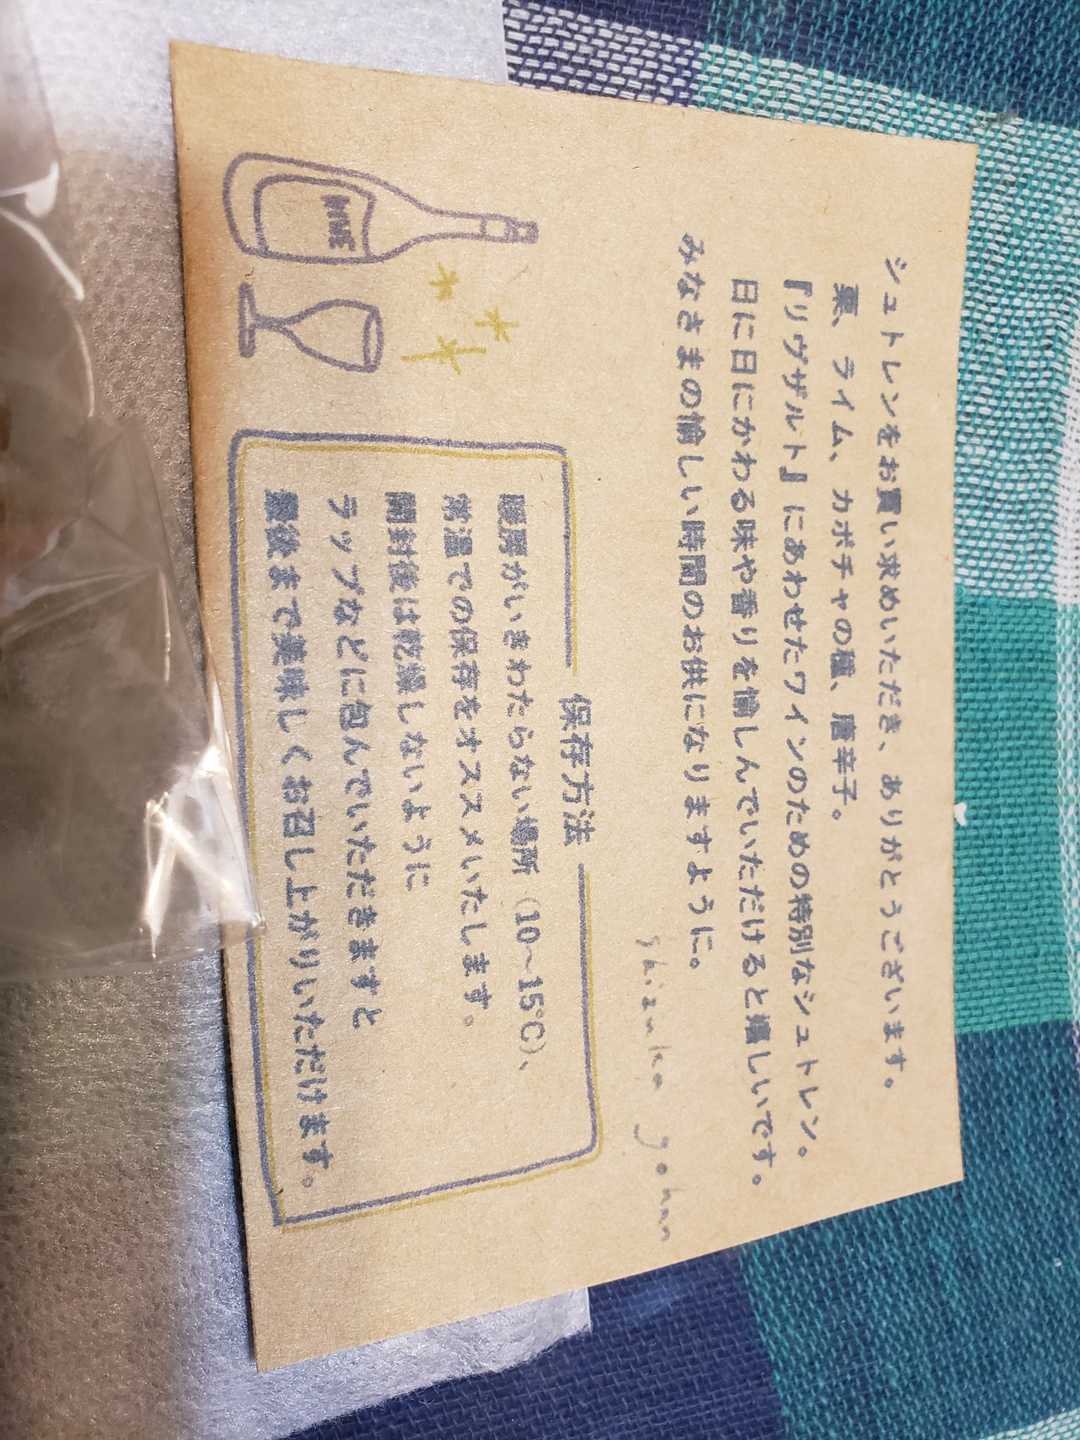 シュトレンをお買い求めいただき、ありがとうございます。
栗、ライム、カボチャの種、唐辛子。
『リヴザルト』にあわせたワインのための特別なシュトレン。
日に日にかわる味や香りを愉しんでいただけると嬉しいです。
みなさまの愉しい時間のお供になりますように。
shizuka gohan
WINE
保存方法
暖房がいきわたらない場所（10〜15℃）、
常温での保存をオススメいたします。
開封後は乾燥しないように
ラップなどに包んでいただきますと
最後まで美味しくお召し上がりいただけます。